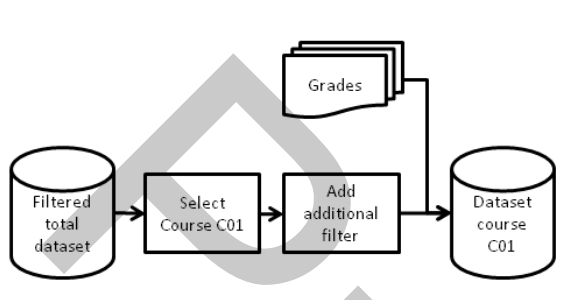 Grades
Filtered
total
dataset
Select
Course C01
Add
additional
filter
Dataset
course
C01